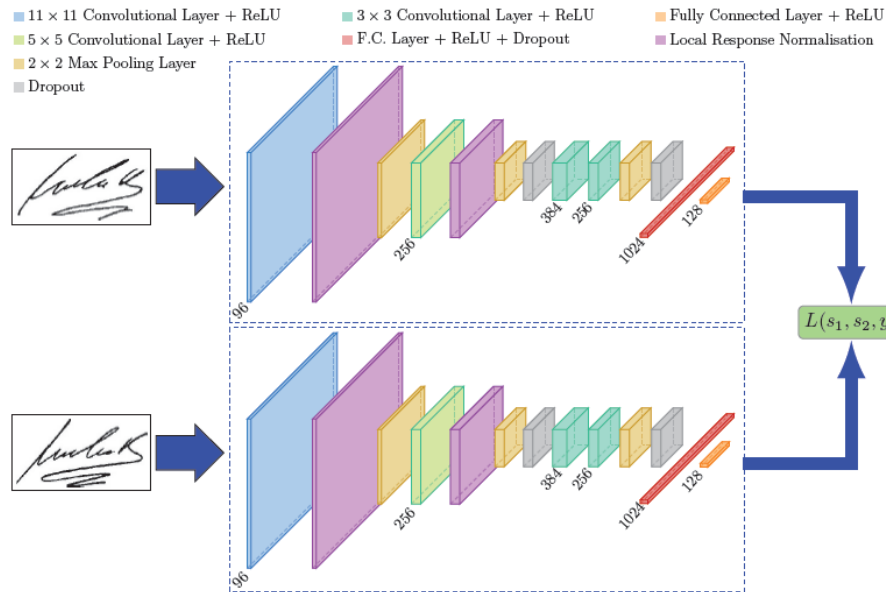 11 × 11 Convolutional Layer + ReLU
3 × 3 Convolutional Layer + ReLU
Fully Connected Layer + ReLU
5 × 5 Convolutional Layer + ReLU
F.C. Layer + ReLU + Dropout
Local Response Normalisation
2 × 2 Max Pooling Layer
Dropout
96
256
384
256
1024
128
L(s₁, s₂, y
96
256
384
256
1024
128